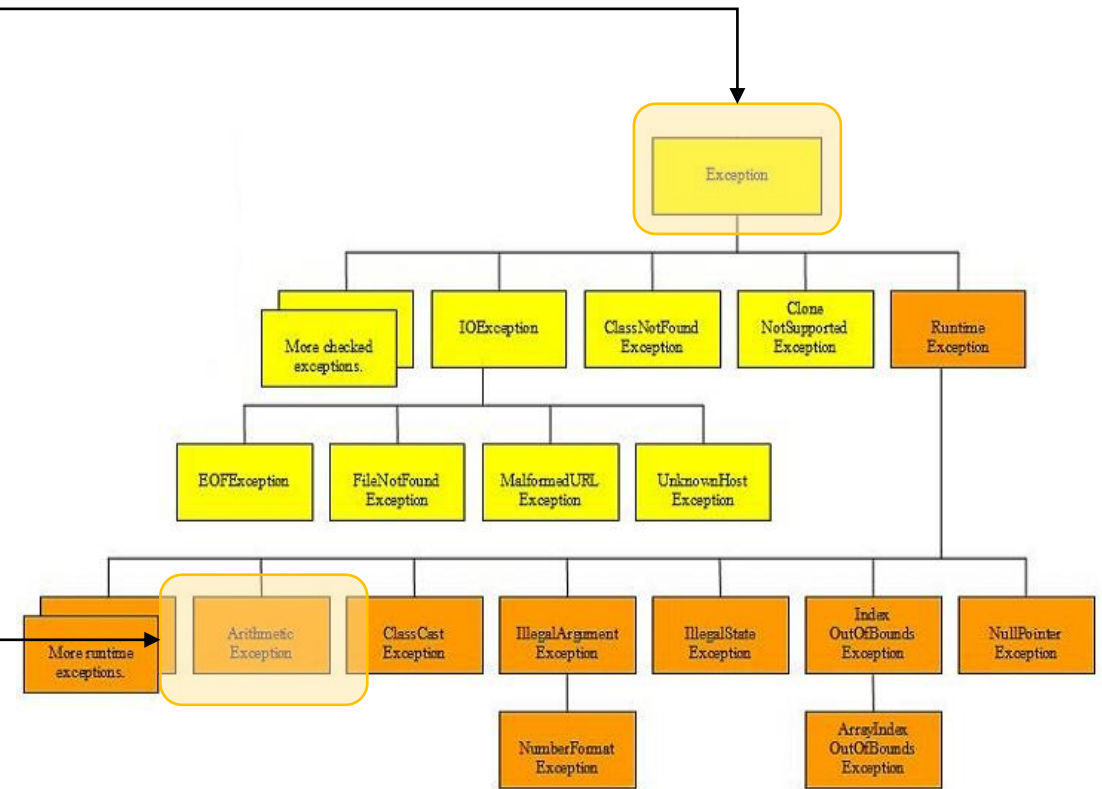 Exception
More checked
exceptions.
IOException
ClassNotFound
Exception
Clone
NotSupported
Exception
Runtime
Exception
EOFException
FileNotFound
Exception
MalformedURL
Exception
UnknownHost
Exception
More runtime
exceptions.
Arithmetic
Exception
ClassCast
Exception
IllegalArgument
Exception
IllegalState
Exception
Index
OutOfBounds
Exception
NullPointer
Exception
NumberFormat
Exception
ArrayIndex
OutOfBounds
Exception